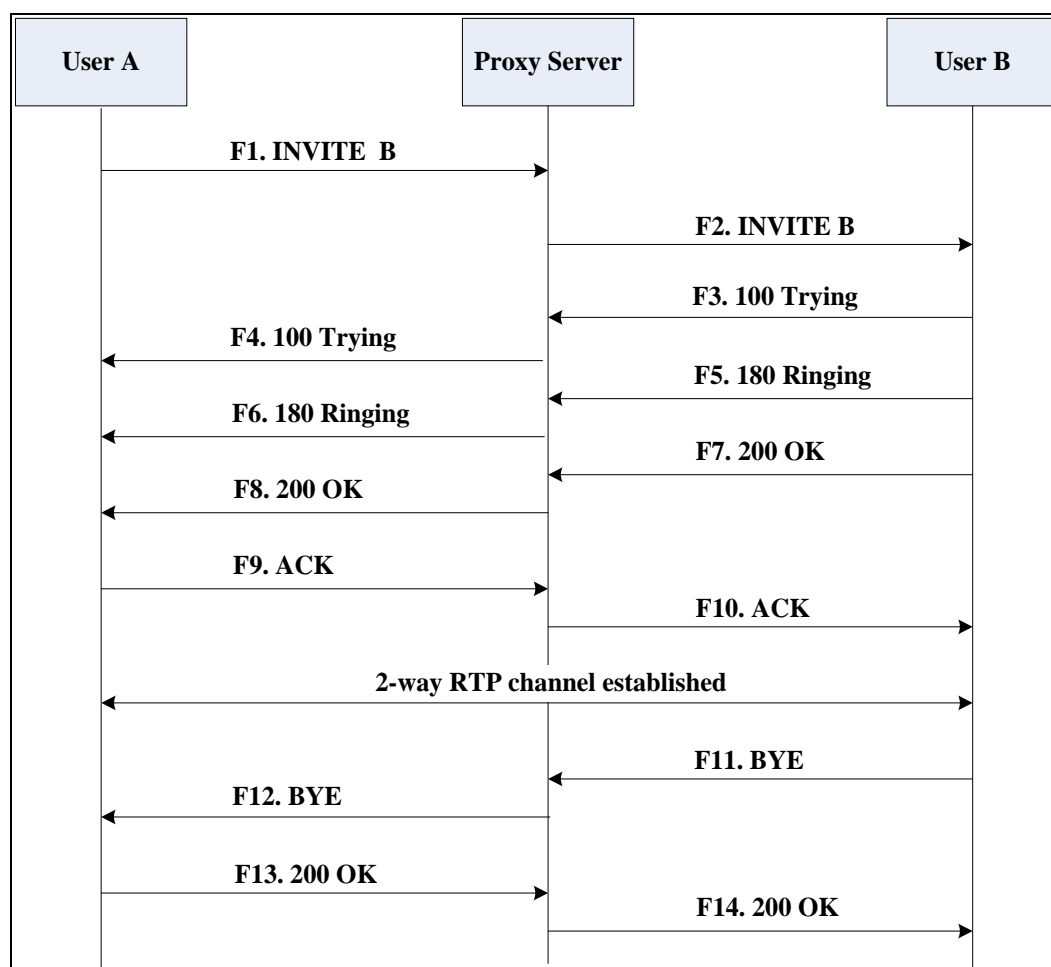 User A
Proxy Server
User B
F1. INVITE  B
F2. INVITE B
F3. 100 Trying
F4. 100 Trying
F5. 180 Ringing
F6. 180 Ringing
F7. 200 OK
F8. 200 OK
F9. ACK
F10. ACK
2-way RTP channel established
F11. BYE
F12. BYE
F13. 200 OK
F14. 200 OK